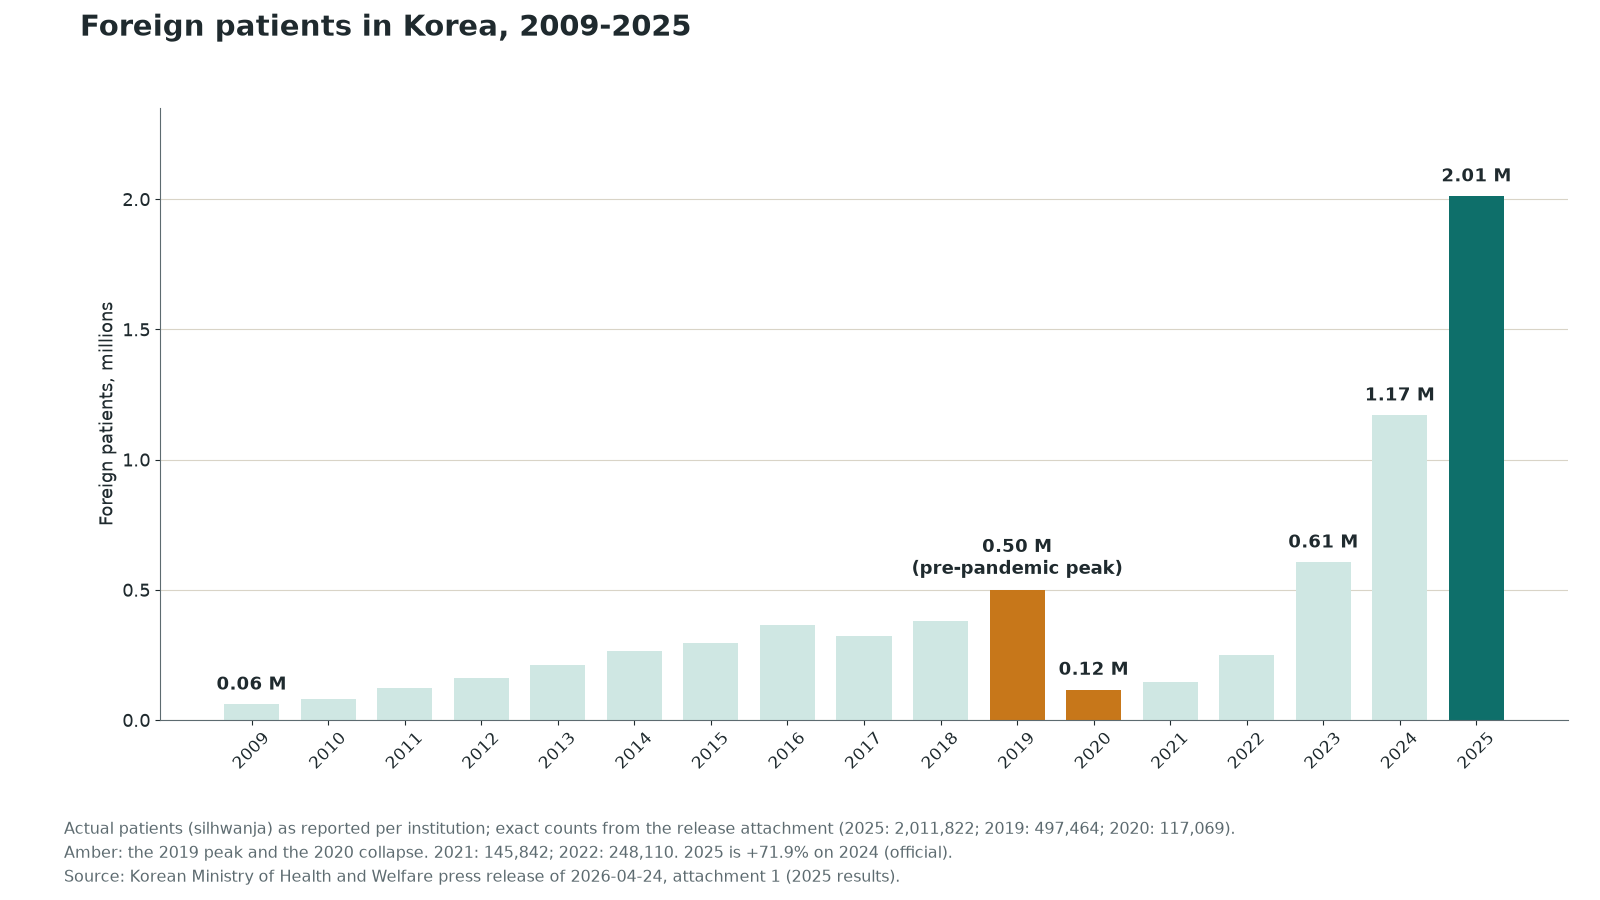 Foreign patients in Korea, 2009-2025
Foreign patients, millions
2.0
1.5
1.0
0.5
0.0
0.06 M
0.50 M
(pre-pandemic peak)
0.12 M
0.61 M
1.17 M
2.01 M
2009
2010
2011
2012
2013
2014
2015
2016
2017
2018
2019
2020
2021
2022
2023
2024
2025
Actual patients (silhwanja) as reported per institution; exact counts from the release attachment (2025: 2,011,822; 2019: 497,464; 2020: 117,069).
Amber: the 2019 peak and the 2020 collapse. 2021: 145,842; 2022: 248,110. 2025 is +71.9% on 2024 (official).
Source: Korean Ministry of Health and Welfare press release of 2026-04-24, attachment 1 (2025 results).